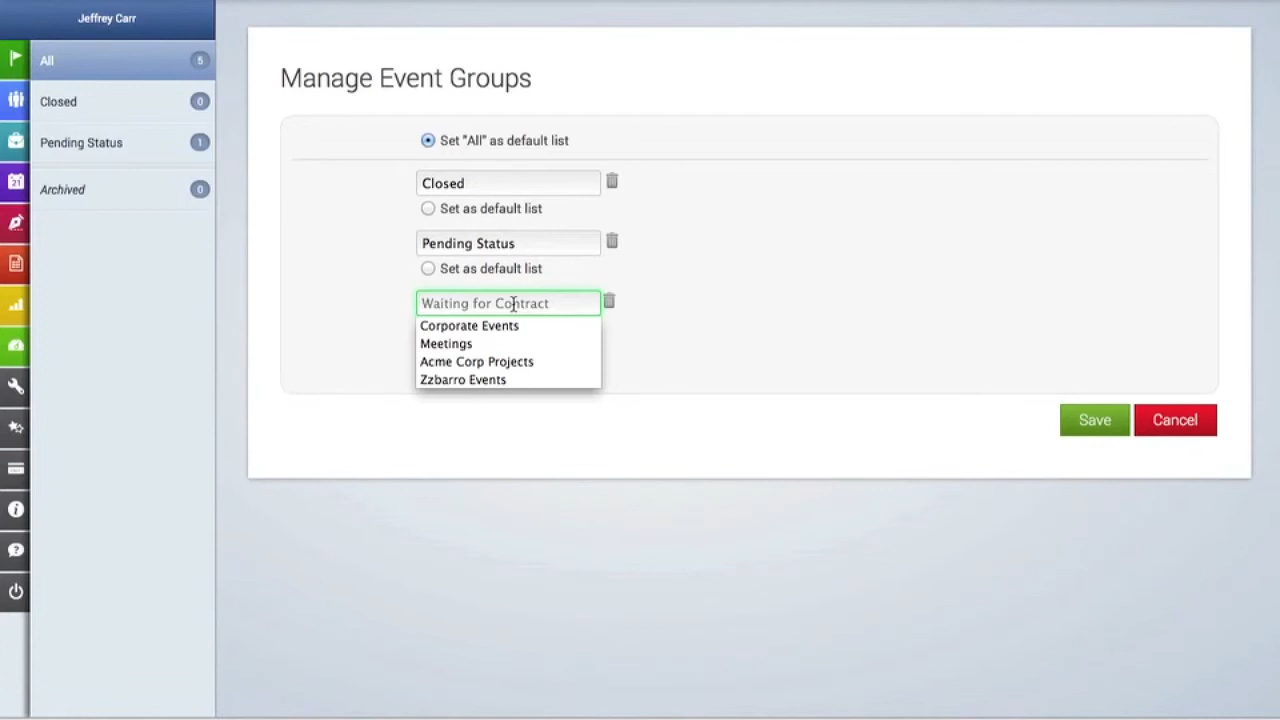 Jeffrey Carr
All 5
Closed 0
Pending Status 1
Archived 0
21
Manage Event Groups
Set "All" as default list
Closed
Set as default list
Pending Status
Set as default list
Waiting for Contract
Corporate Events
Meetings
Acme Corp Projects
Zzbarro Events
Save Cancel